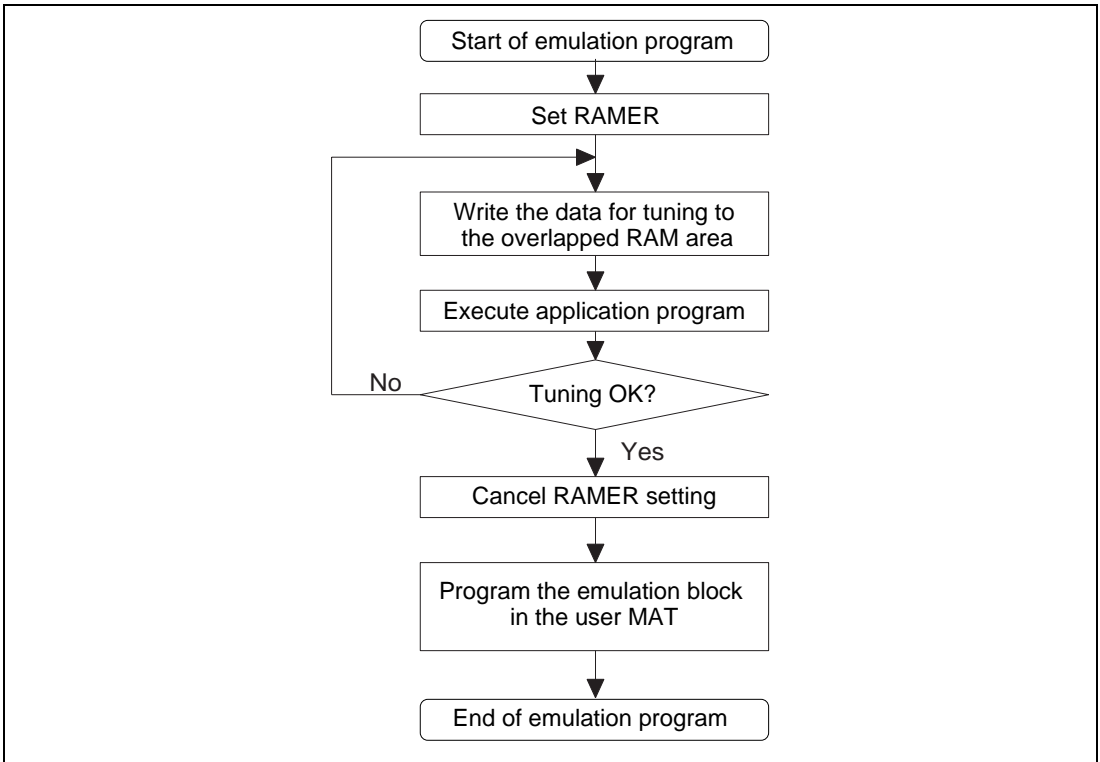 Start of emulation program
Set RAMER
Write the data for tuning to
the overlapped RAM area
Execute application program
No
Tuning OK?
Yes
Cancel RAMER setting
Program the emulation block
in the user MAT
End of emulation program